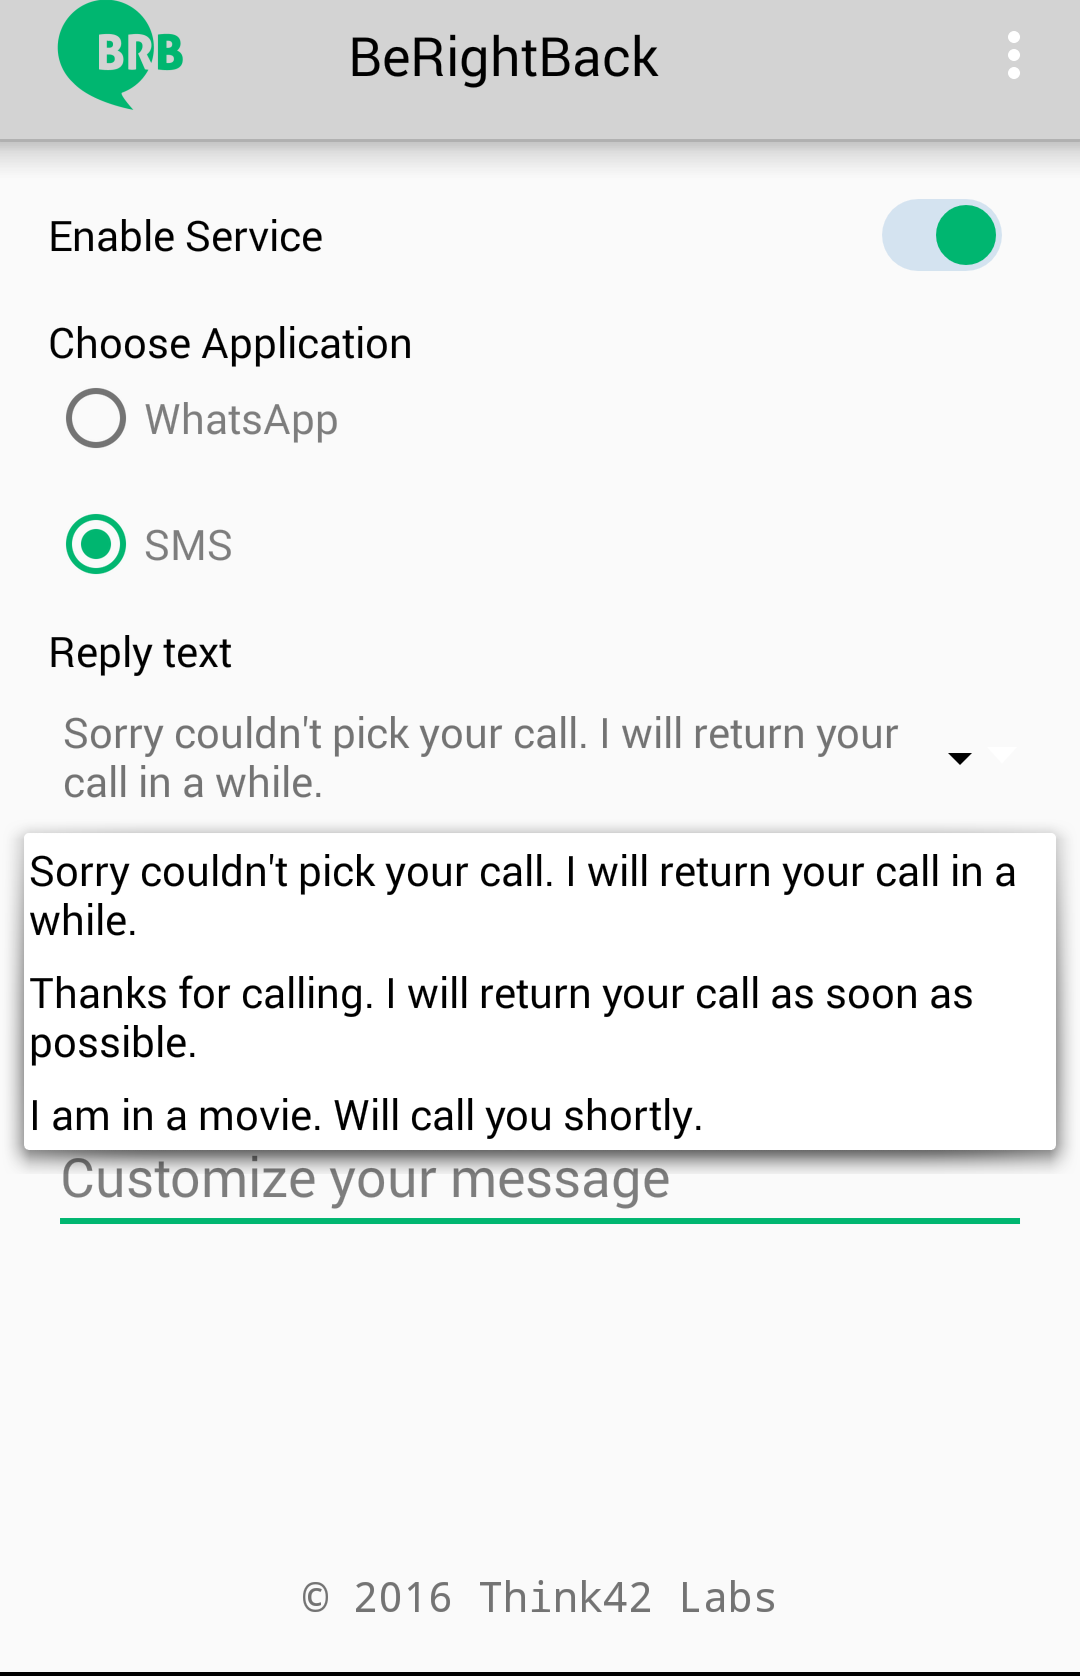 BRB
BeRightBack
Enable Service
Choose Application
WhatsApp
SMS
Reply text
Sorry couldn't pick your call. I will return your
call in a while.
Sorry couldn't pick your call. I will return your call in a
while.
Thanks for calling. I will return your call as soon as
possible.
I am in a movie. Will call you shortly.
Customize your message
© 2016 Think42 Labs